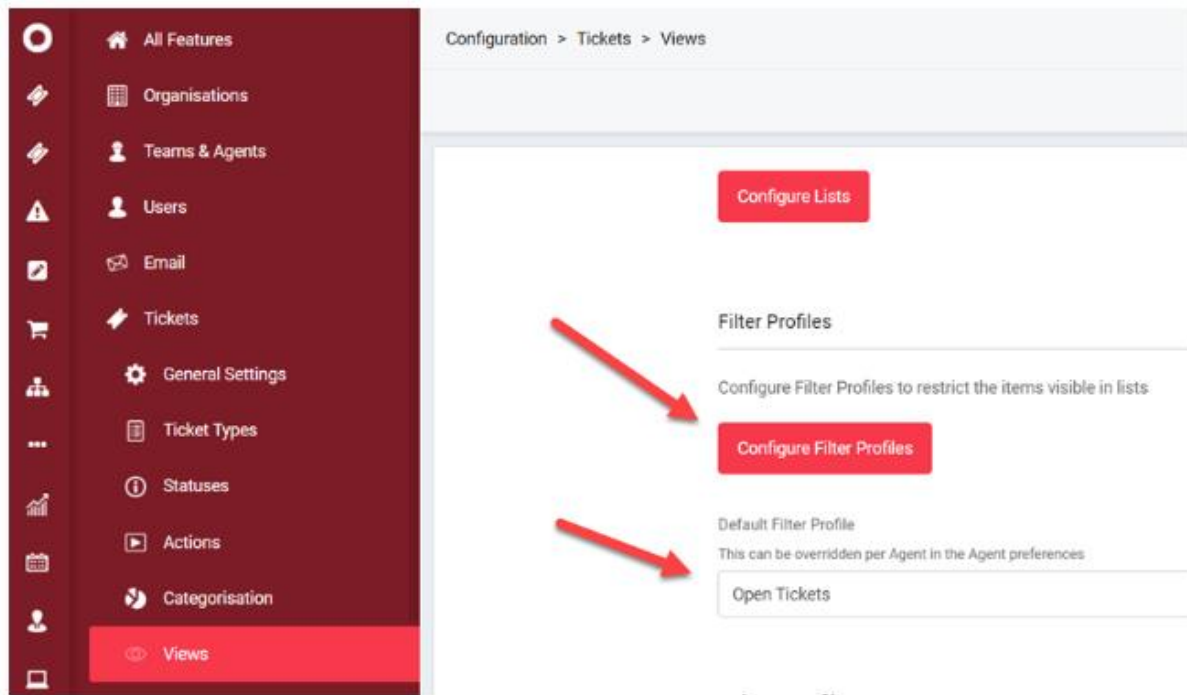 All Features
Organisations
Teams & Agents
Users
Email
Tickets
General Settings
Ticket Types
Statuses
Actions
Categorisation
Views
Configuration > Tickets > Views
Configure Lists
Filter Profiles
Configure Filter Profiles to restrict the items visible in lists
Configure Filter Profiles
Default Filter Profile
This can be overridden per Agent in the Agent preferences
Open Tickets